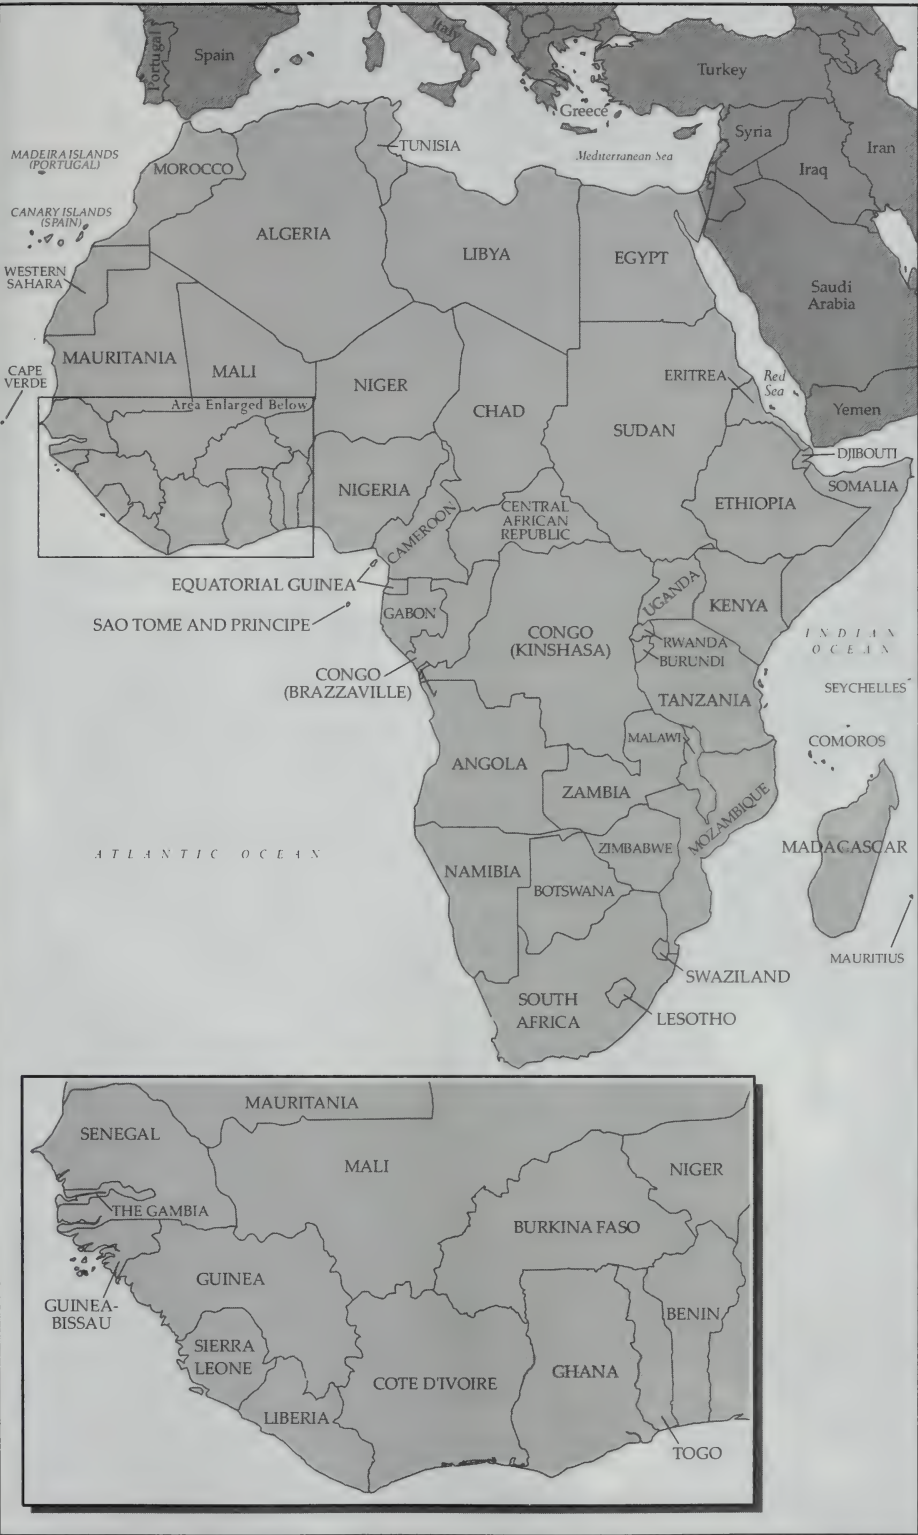 Portugal
Spain
Italy
Greece
Turkey
Syria
Iraq
Iran
MADEIRA ISLANDS
(PORTUGAL)
MOROCCO
TUNISIA
Mediterranean Sea
CANARY ISLANDS
(SPAIN)
ALGERIA
LIBYA
EGYPT
WESTERN
SAHARA
Saudi
Arabia
CAPE
VERDE
MAURITANIA
MALI
NIGER
CHAD
ERITREA
Red
Sea
Area Enlarged Below
SUDAN
Yemen
DJIBOUTI
SOMALIA
NIGERIA
CAMEROON
CENTRAL
AFRICAN
REPUBLIC
ETHIOPIA
EQUATORIAL GUINEA
SAO TOME AND PRINCIPE
GABON
CONGO
(BRAZZAVILLE)
CONGO
(KINSHASA)
UGANDA
KENYA
RWANDA
BURUNDI
INDIAN
OCEAN
SEYCHELLES
TANZANIA
MALAWI
COMOROS
ANGOLA
ZAMBIA
MOZAMBIQUE
ATLANTIC OCEAN
NAMIBIA
ZIMBABWE
BOTSWANA
MADAGASCAR
MAURITIUS
SWAZILAND
SOUTH
AFRICA
LESOTHO
MAURITANIA
SENEGAL
MALI
NIGER
THE GAMBIA
BURKINA FASO
GUINEA
GUINEA-
BISSAU
BENIN
SIERRA
LEONE
COTE D'IVOIRE
GHANA
LIBERIA
TOGO